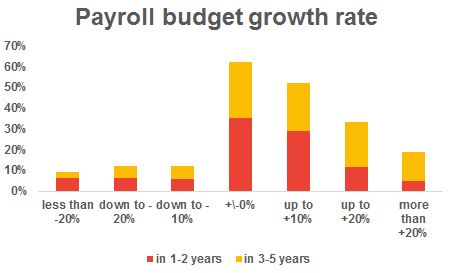 Payroll budget growth rate
70%
60%
50%
40%
30%
20%
10%
0%
less than -20%
down to -20%
down to -10%
+\-0%
up to +10%
up to +20%
more than +20%
in 1-2 years
in 3-5 years